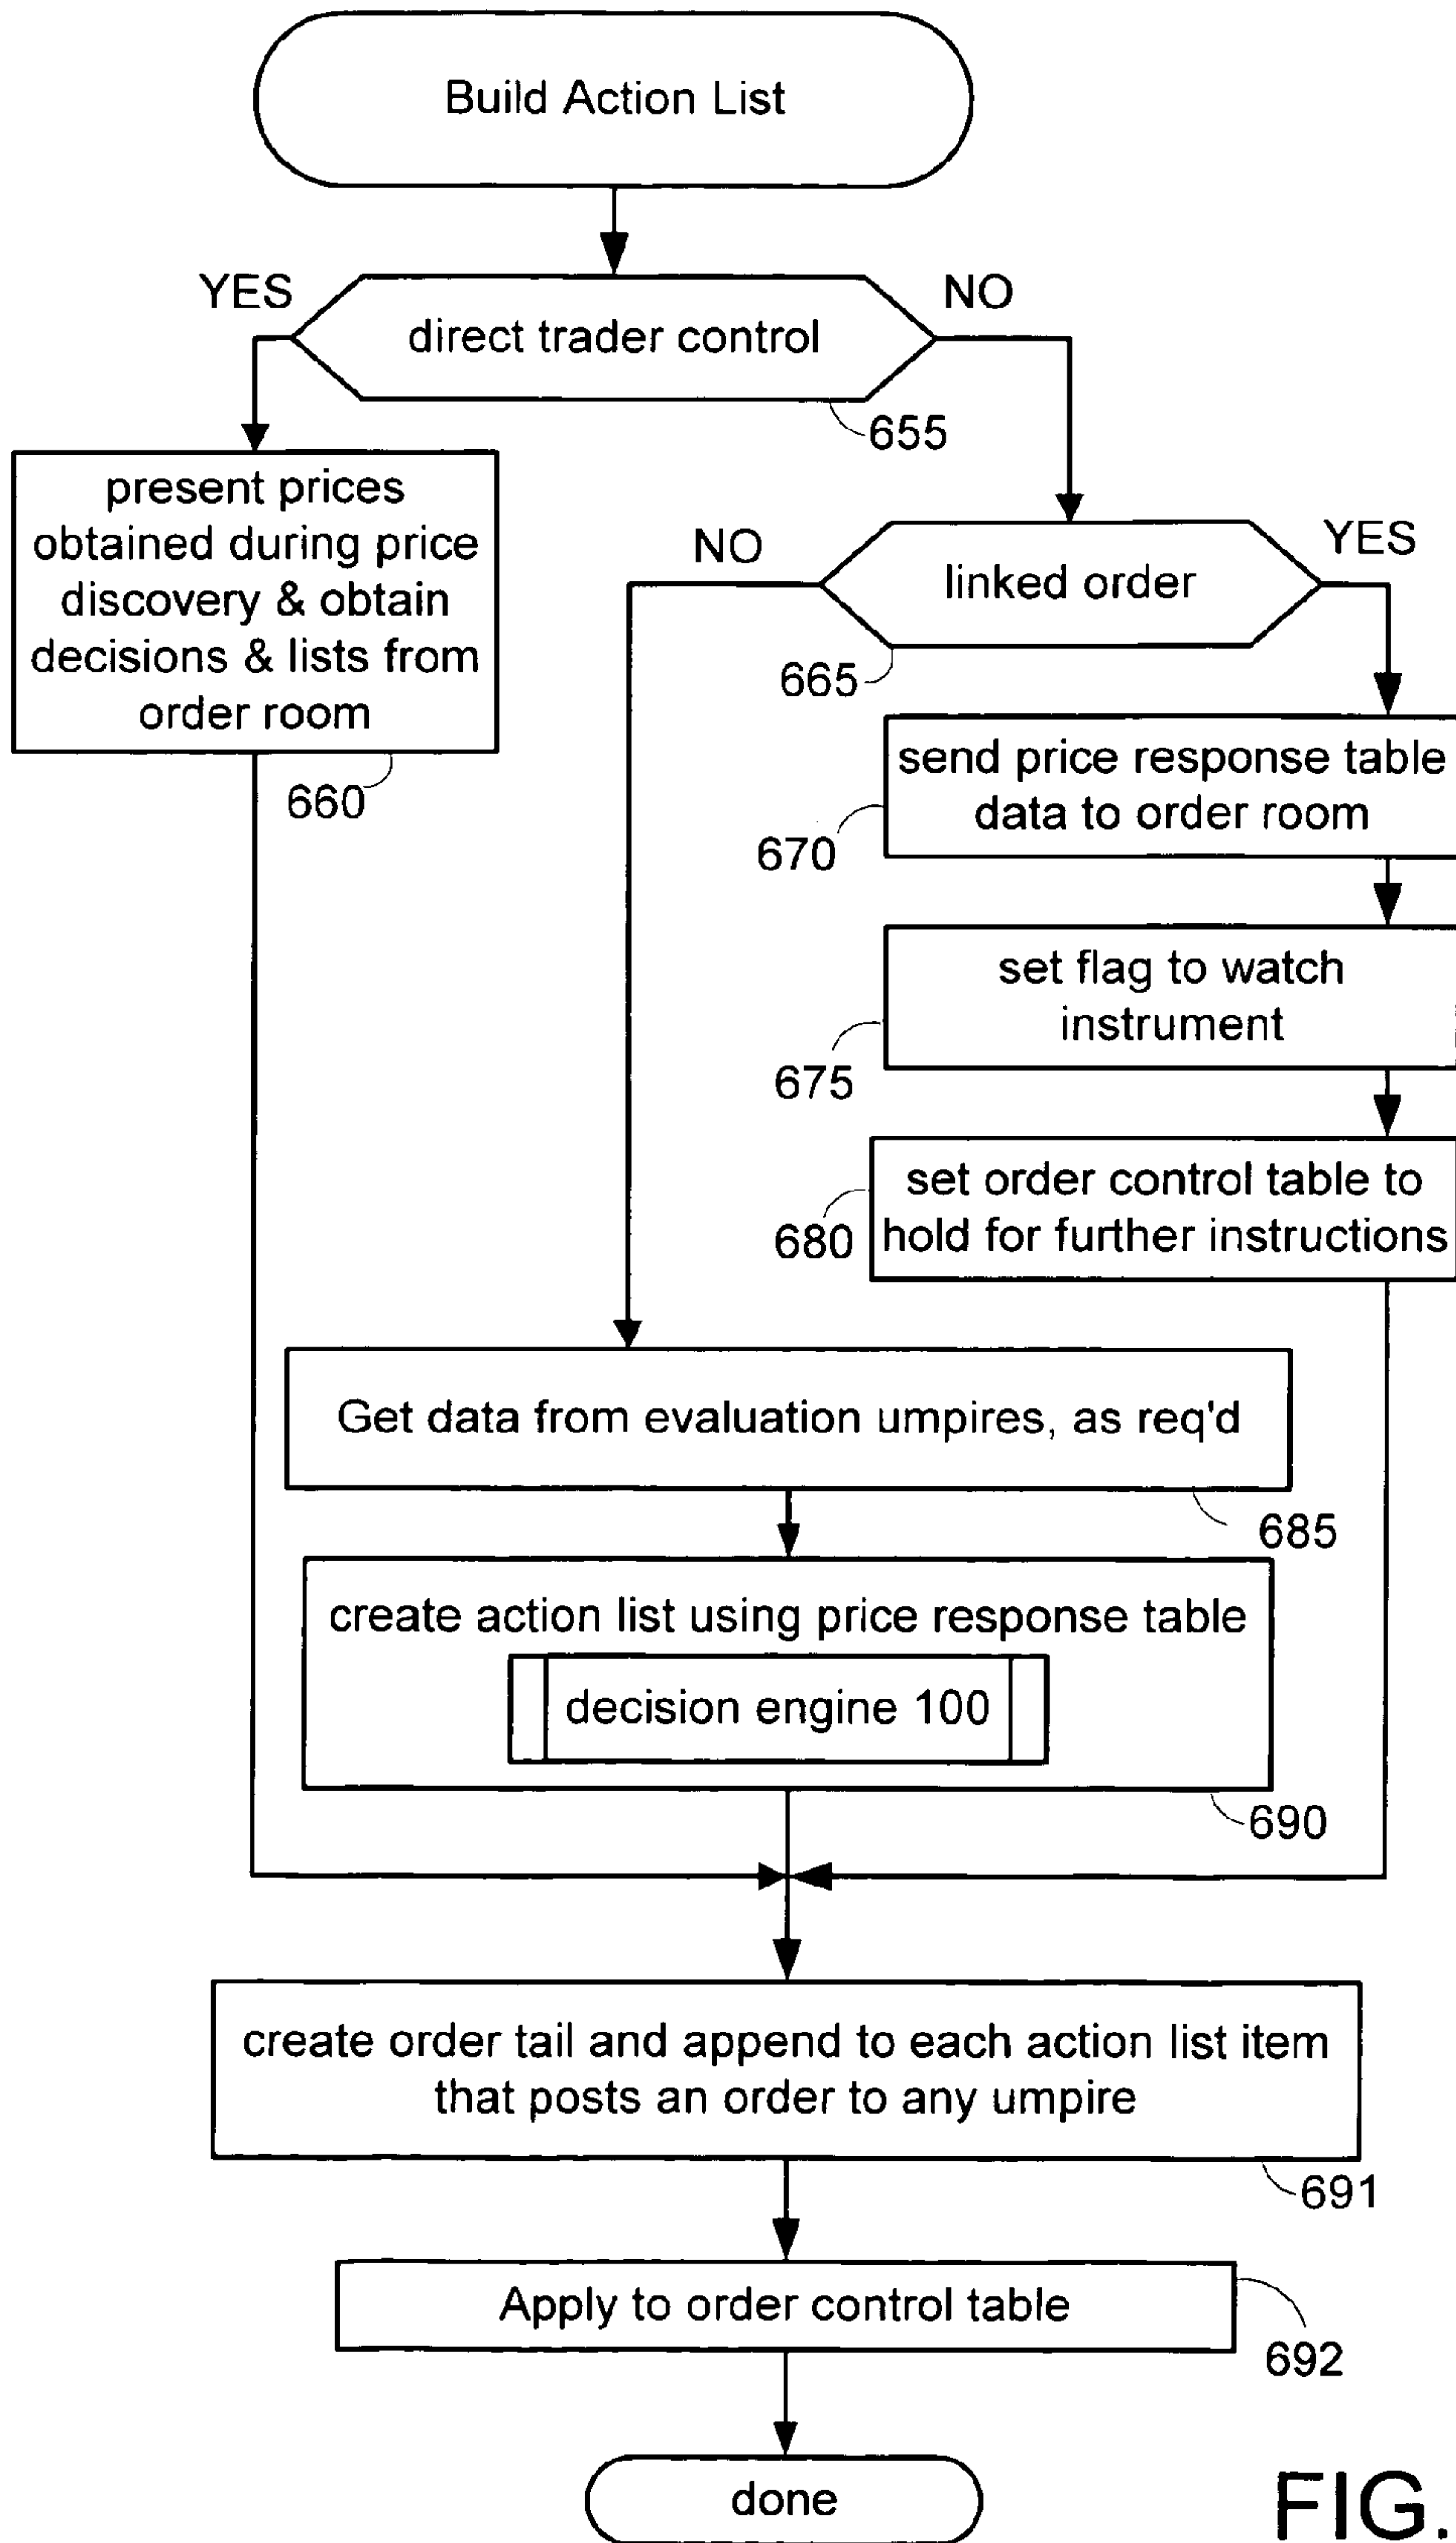 Build Action List
YES
NO
direct trader control
655
present prices
obtained during price
discovery & obtain
decisions & lists from
order room
660
NO
YES
linked order
665
send price response table
data to order room
670
set flag to watch
instrument
675
set order control table to
hold for further instructions
680
Get data from evaluation umpires, as req'd
685
create action list using price response table
decision engine 100
690
create order tail and append to each action list item
that posts an order to any umpire
691
Apply to order control table
692
done
FIG.